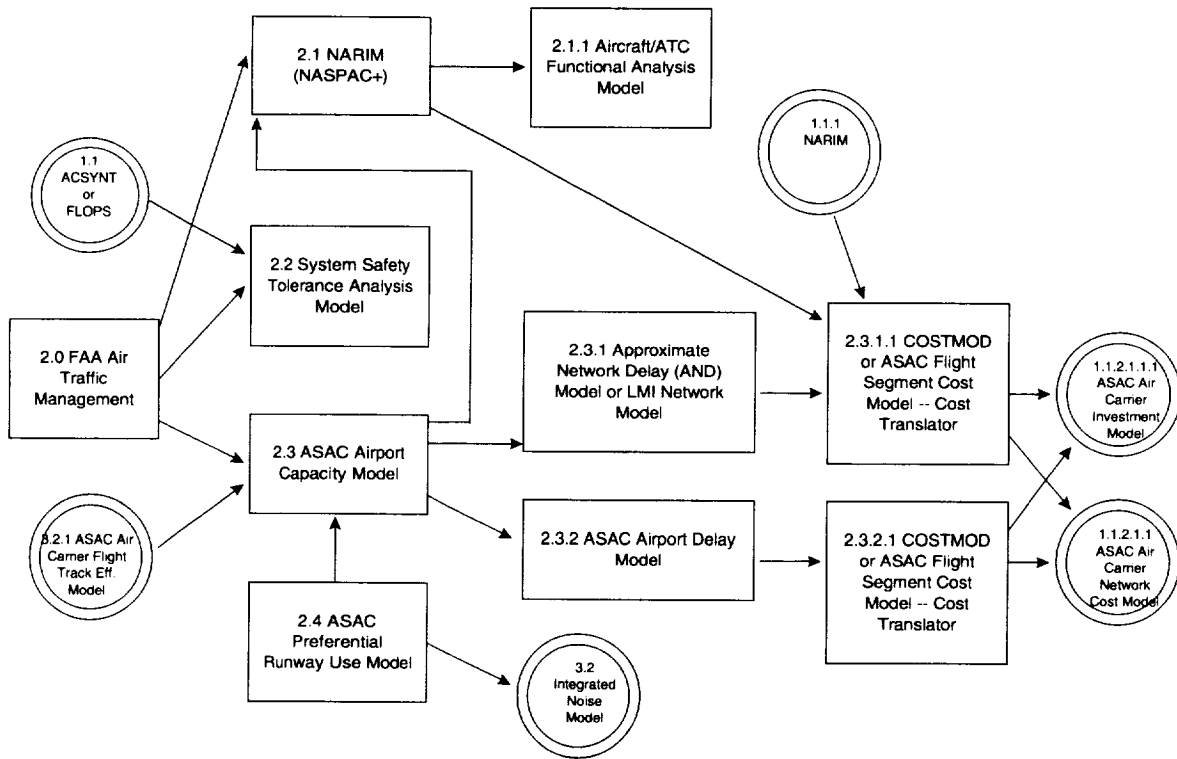 2.1 NARIM
(NASPAC+)
2.1.1 Aircraft/ATC
Functional Analysis
Model
1.1.1
NARIM
1.1
ACSYNT
or
FLOPS
2.2 System Safety
Tolerance Analysis
Model
2.0 FAA Air
Traffic
Management
2.3.1 Approximate
Network Delay (AND)
Model or LMI Network
Model
2.3.1.1 COSTMOD
or ASAC Flight
Segment Cost
Model -- Cost
Translator
1.1.2.1.1.1
ASAC Air
Carrier
Investment
Model
2.3 ASAC Airport
Capacity Model
3.2.1 ASAC Air
Carrier Flight
Track Eff.
Model
2.3.2 ASAC Airport Delay
Model
2.3.2.1 COSTMOD
or ASAC Flight
Segment Cost
Model -- Cost
Translator
1.1.2.1.1
ASAC Air
Carrier
Network
Cost Model
2.4 ASAC
Preferential
Runway Use Model
3.2
Integrated
Noise
Model